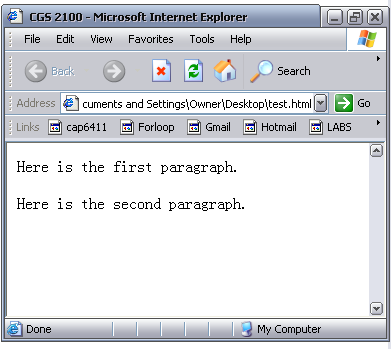 CGS 2100 - Microsoft Internet Explorer
File Edit View Favorites Tools Help
Back Search
Address cuments and Settings\Owner\Desktop\test.html Go
Links cap6411 Forloop Gmail Hotmail LABS
Here is the first paragraph.
Here is the second paragraph.
Done My Computer